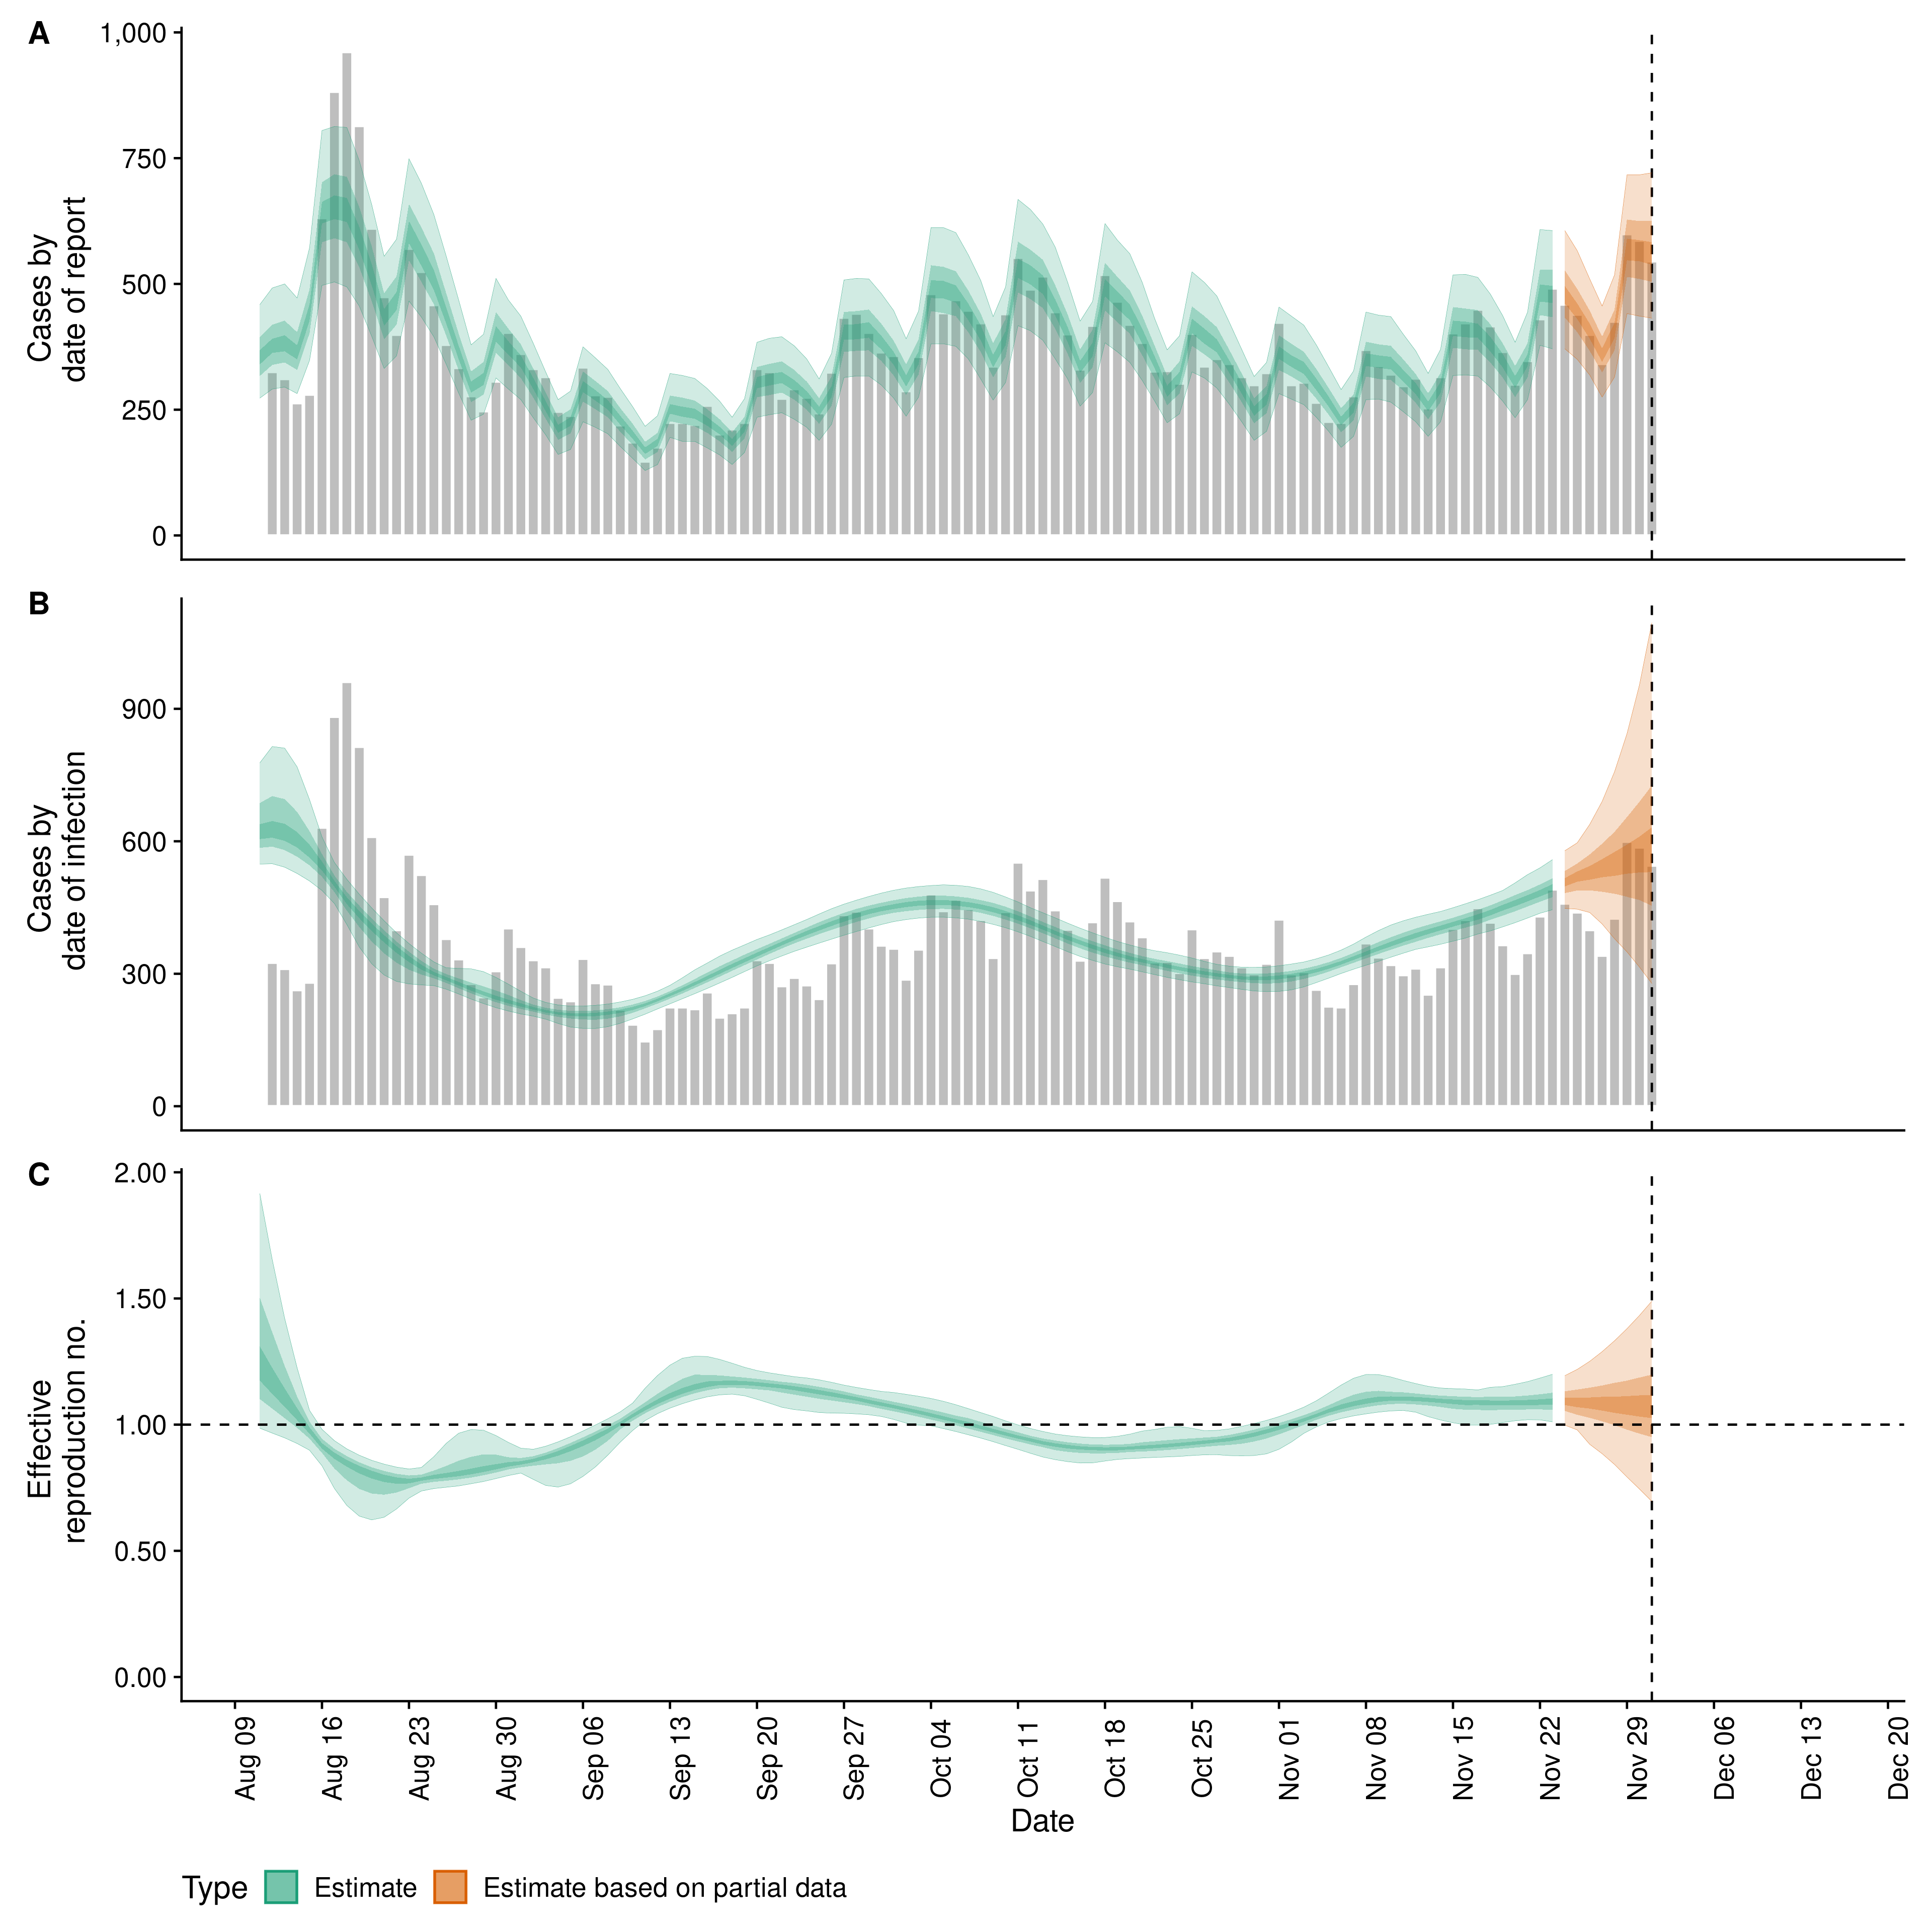 A
1,000
750
500
250
0
Cases by
date of report
B
900
600
300
0
Cases by
date of infection
C
2.00
1.50
1.00
0.50
0.00
Effective
reproduction no.
Aug 09
Aug 16
Aug 23
Aug 30
Sep 06
Sep 13
Sep 20
Sep 27
Oct 04
Oct 11
Oct 18
Oct 25
Nov 01
Nov 08
Nov 15
Nov 22
Nov 29
Dec 06
Dec 13
Dec 20
Date
Type Estimate Estimate based on partial data